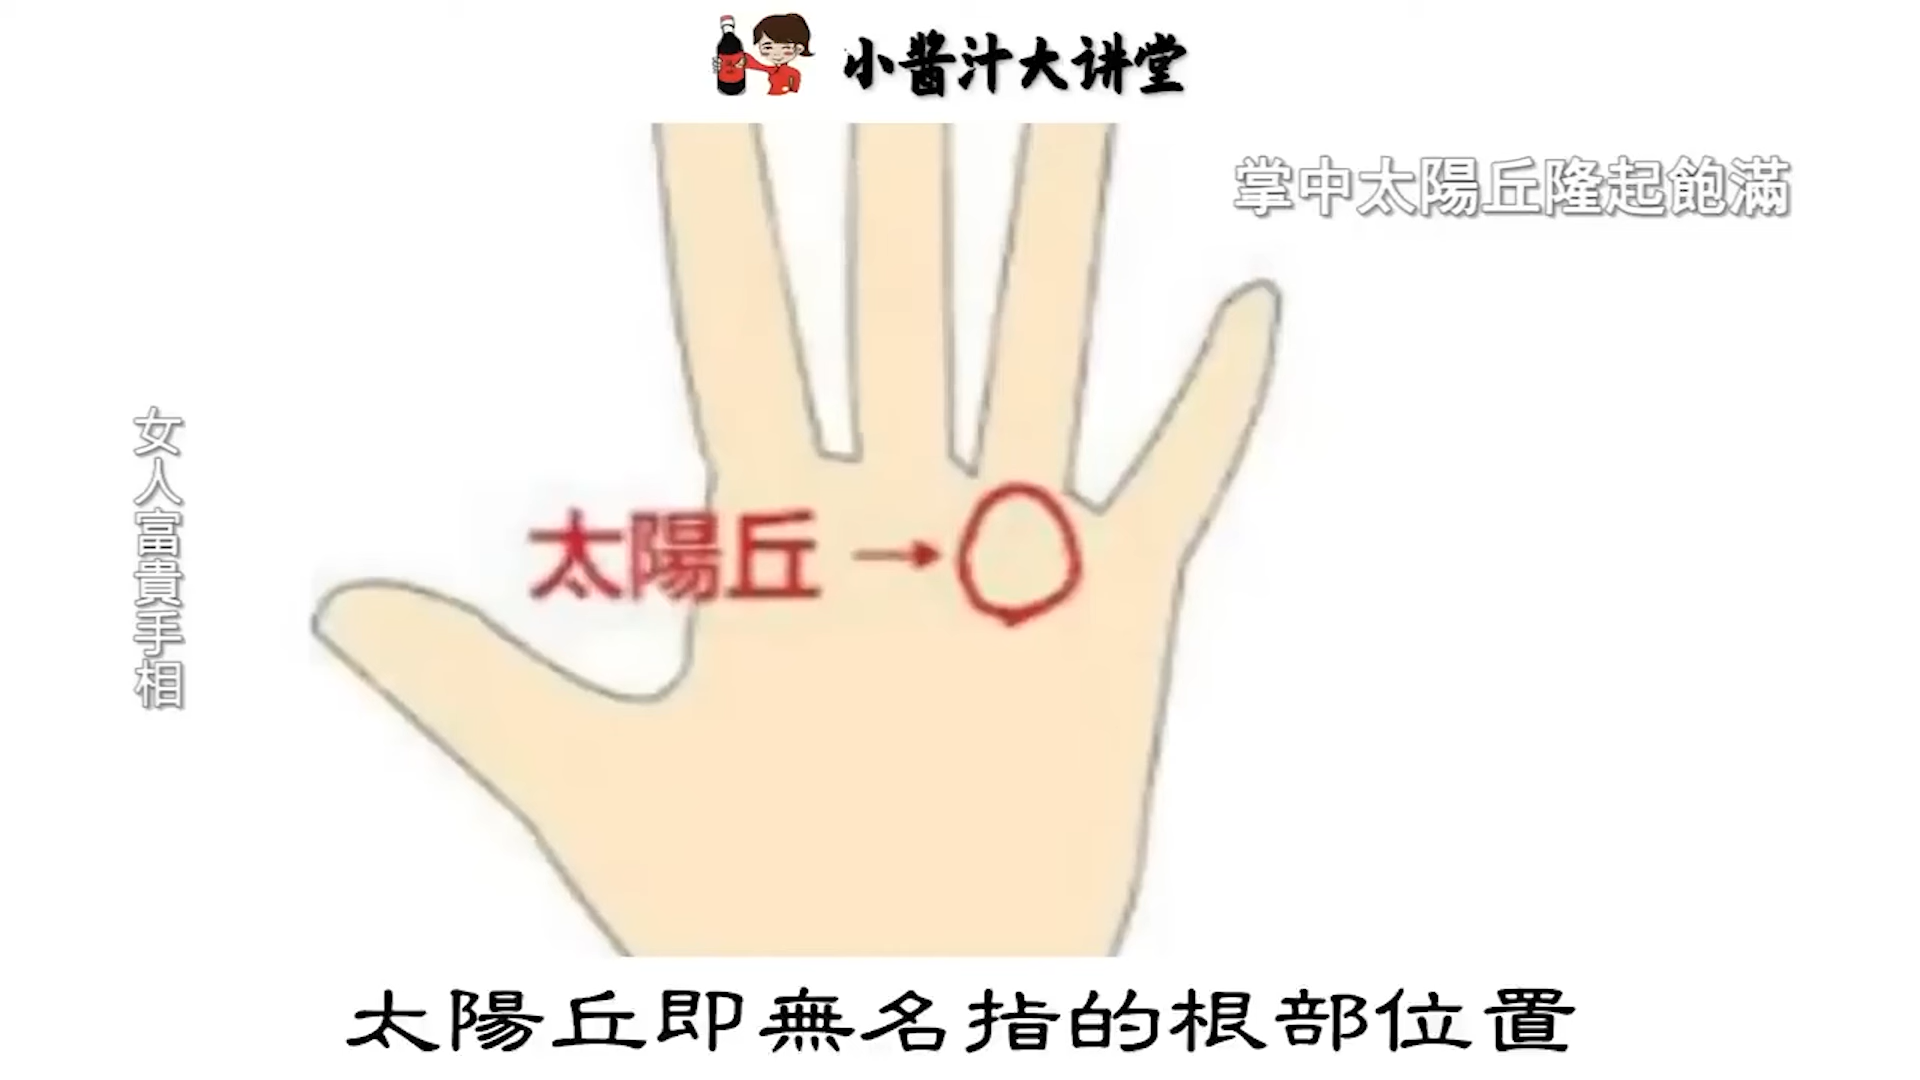 小酱汁大讲堂
掌中太陽丘隆起飽滿
女人富貴手相
太陽丘
太陽丘即無名指的根部位置